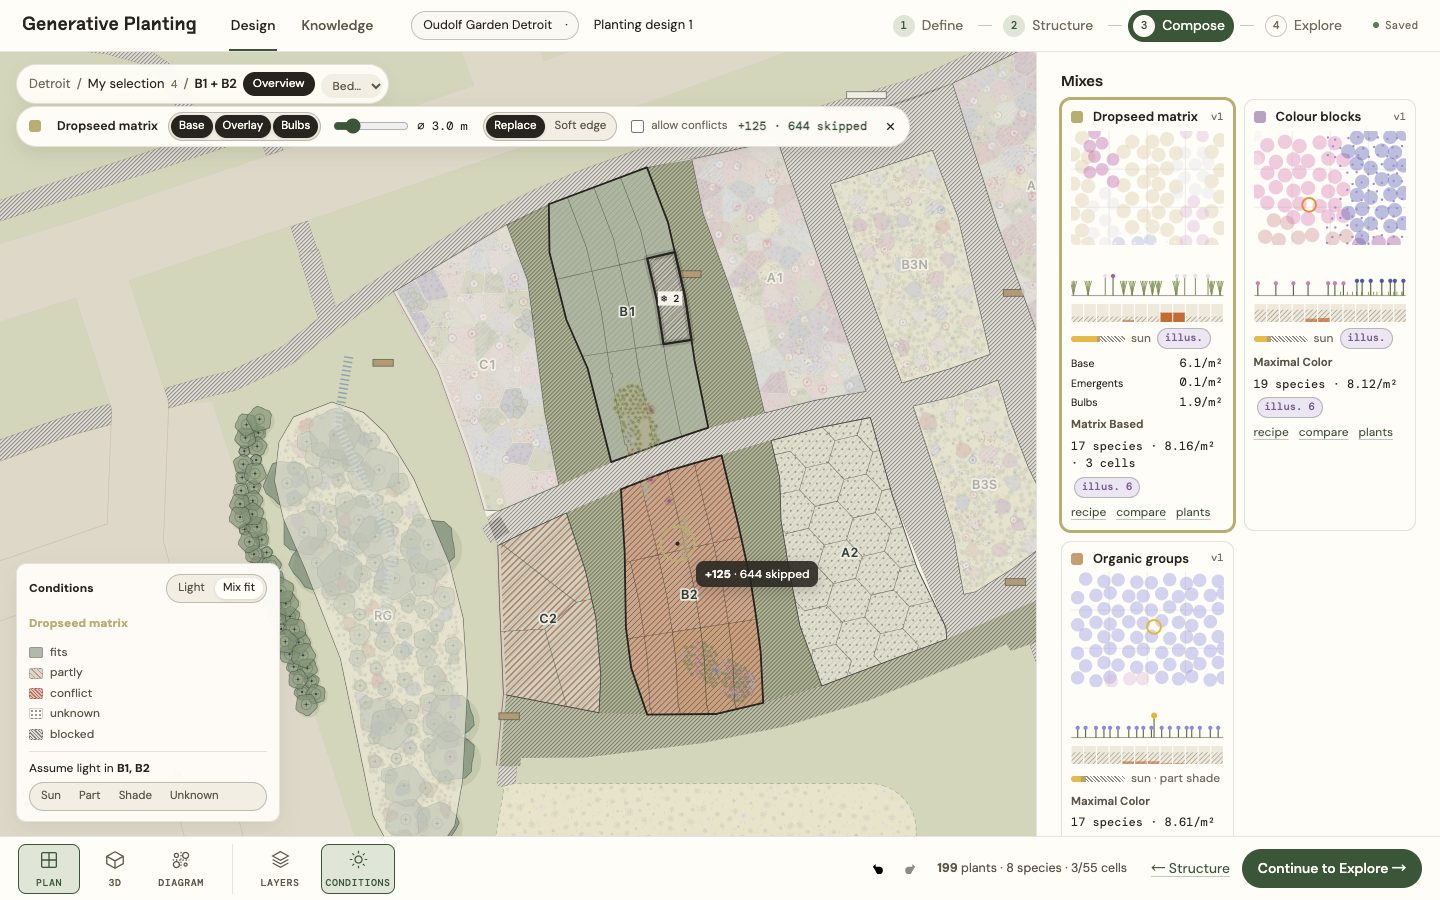 Generative Planting
Design
Knowledge
Oudolf Garden Detroit ·
Planting design 1
1 Define
2 Structure
3 Compose
4 Explore
Saved
Detroit / My selection 4 / B1 + B2
Overview
Bed...
Dropseed matrix
Base
Overlay
Bulbs
⌀ 3.0 m
Replace
Soft edge
allow conflicts
+125 · 644 skipped
×
A1
B3N
B1
❄ 2
C1
B3S
A2
+125 · 644 skipped
B2
C2
RG
A
Conditions
Light
Mix fit
Dropseed matrix
fits
partly
conflict
unknown
blocked
Assume light in B1, B2
Sun
Part
Shade
Unknown
Mixes
Dropseed matrix v1
sun
illus.
Base 6.1/m²
Emergents 0.1/m²
Bulbs 1.9/m²
Matrix Based
17 species · 8.16/m²
· 3 cells
illus. 6
recipe compare plants
Colour blocks v1
sun
illus.
Maximal Color
19 species · 8.12/m²
illus. 6
recipe compare plants
Organic groups v1
sun · part shade
Maximal Color
17 species · 8.61/m²
PLAN
3D
DIAGRAM
LAYERS
CONDITIONS
199 plants · 8 species · 3/55 cells
← Structure
Continue to Explore →